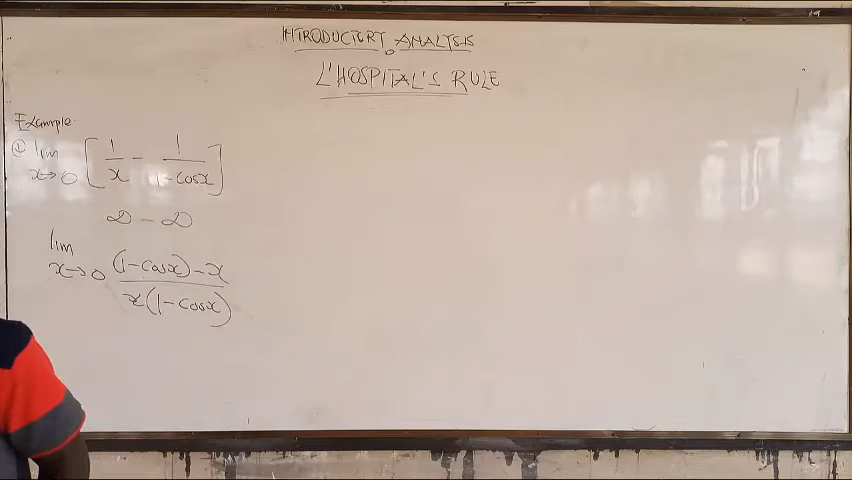 INTRODUCTORY ANALYSIS
L'HOSPITAL'S RULE
Example:
① lim x→0 [1/x - 1/(1-cosx)]
∞ - ∞
lim x→0 ((1-cosx)-x)/(x(1-cosx))